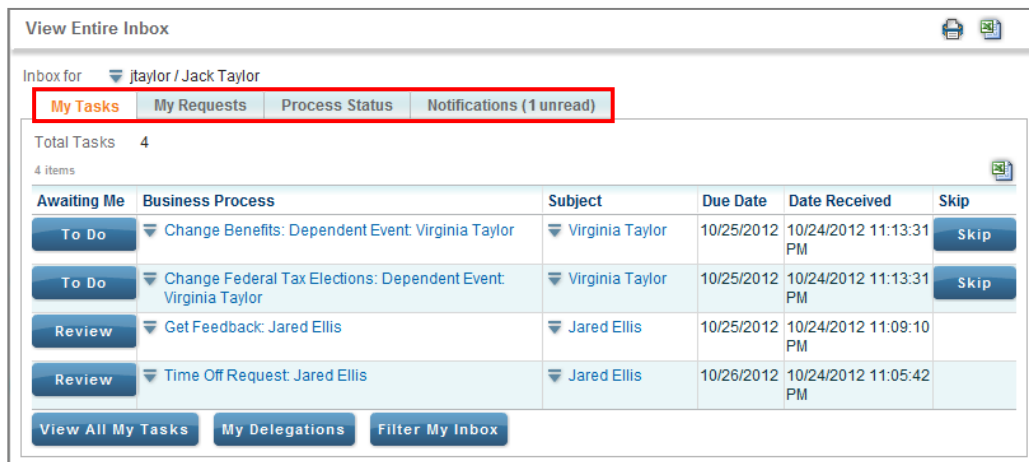 View Entire Inbox
Inbox for jtaylor / Jack Taylor
My Tasks My Requests Process Status Notifications (1 unread)
Total Tasks 4
4 items
Awaiting Me Business Process Subject Due Date Date Received Skip
To Do Change Benefits: Dependent Event: Virginia Taylor Virginia Taylor 10/25/2012 10/24/2012 11:13:31 Skip
PM
To Do Change Federal Tax Elections: Dependent Event: Virginia Taylor 10/25/2012 10/24/2012 11:13:31 Skip
Virginia Taylor PM
Review Get Feedback: Jared Ellis Jared Ellis 10/25/2012 10/24/2012 11:09:10
PM
Review Time Off Request: Jared Ellis Jared Ellis 10/26/2012 10/24/2012 11:05:42
PM
View All My Tasks My Delegations Filter My Inbox